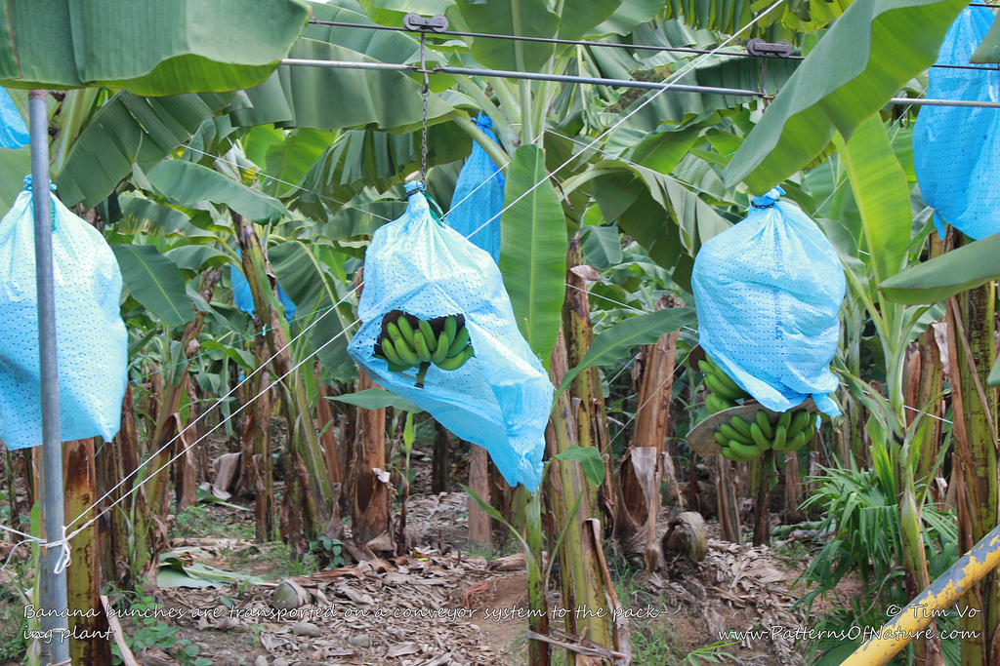 Banana bunches are transported on a conveyor system to the pack-
ing plant
© Tim Vo
www.PatternsOfNature.com